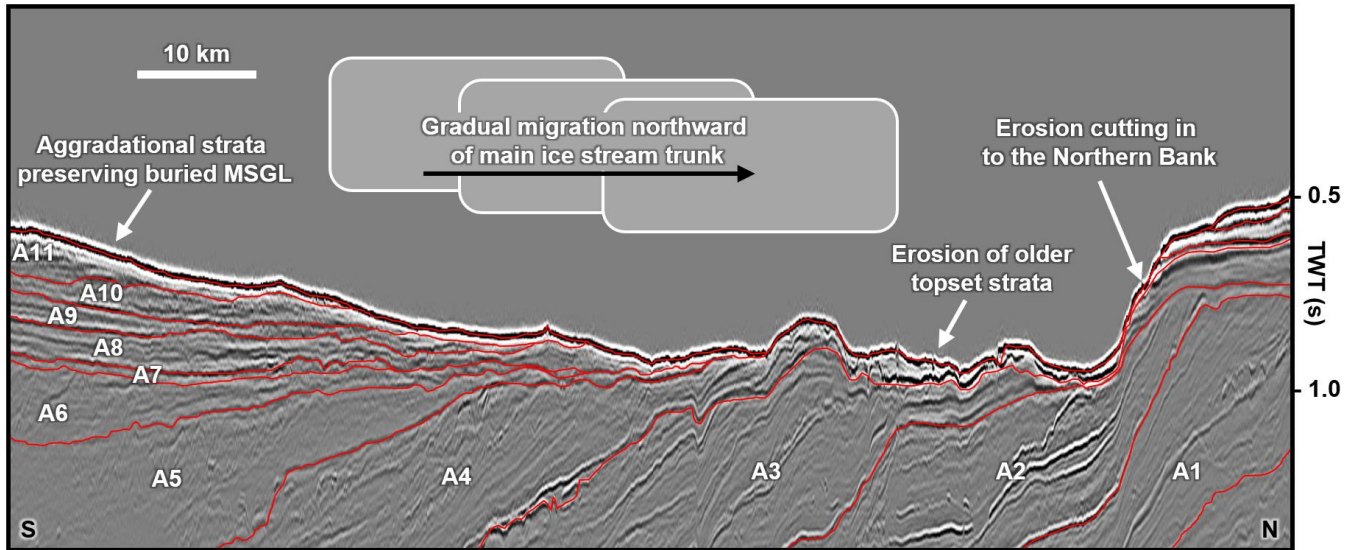 10 km
Aggradational strata
preserving buried MSGL
Gradual migration northward
of main ice stream trunk
Erosion cutting in
to the Northern Bank
Erosion of older
topset strata
0.5
TWT (s)
1.0
A11
A10
A9
A8
A7
A6
A5
A4
A3
A2
A1
S
N